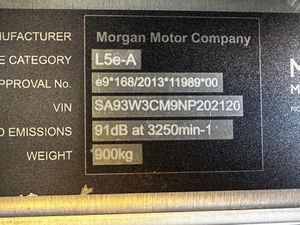 NUFACTURER Morgan Motor Company
E CATEGORY L5e-A
PPROVAL No. e9*168/2013*11989*00
VIN SA93W3CM9NP202120
D EMISSIONS 91dB at 3250min-1
WEIGHT 900kg